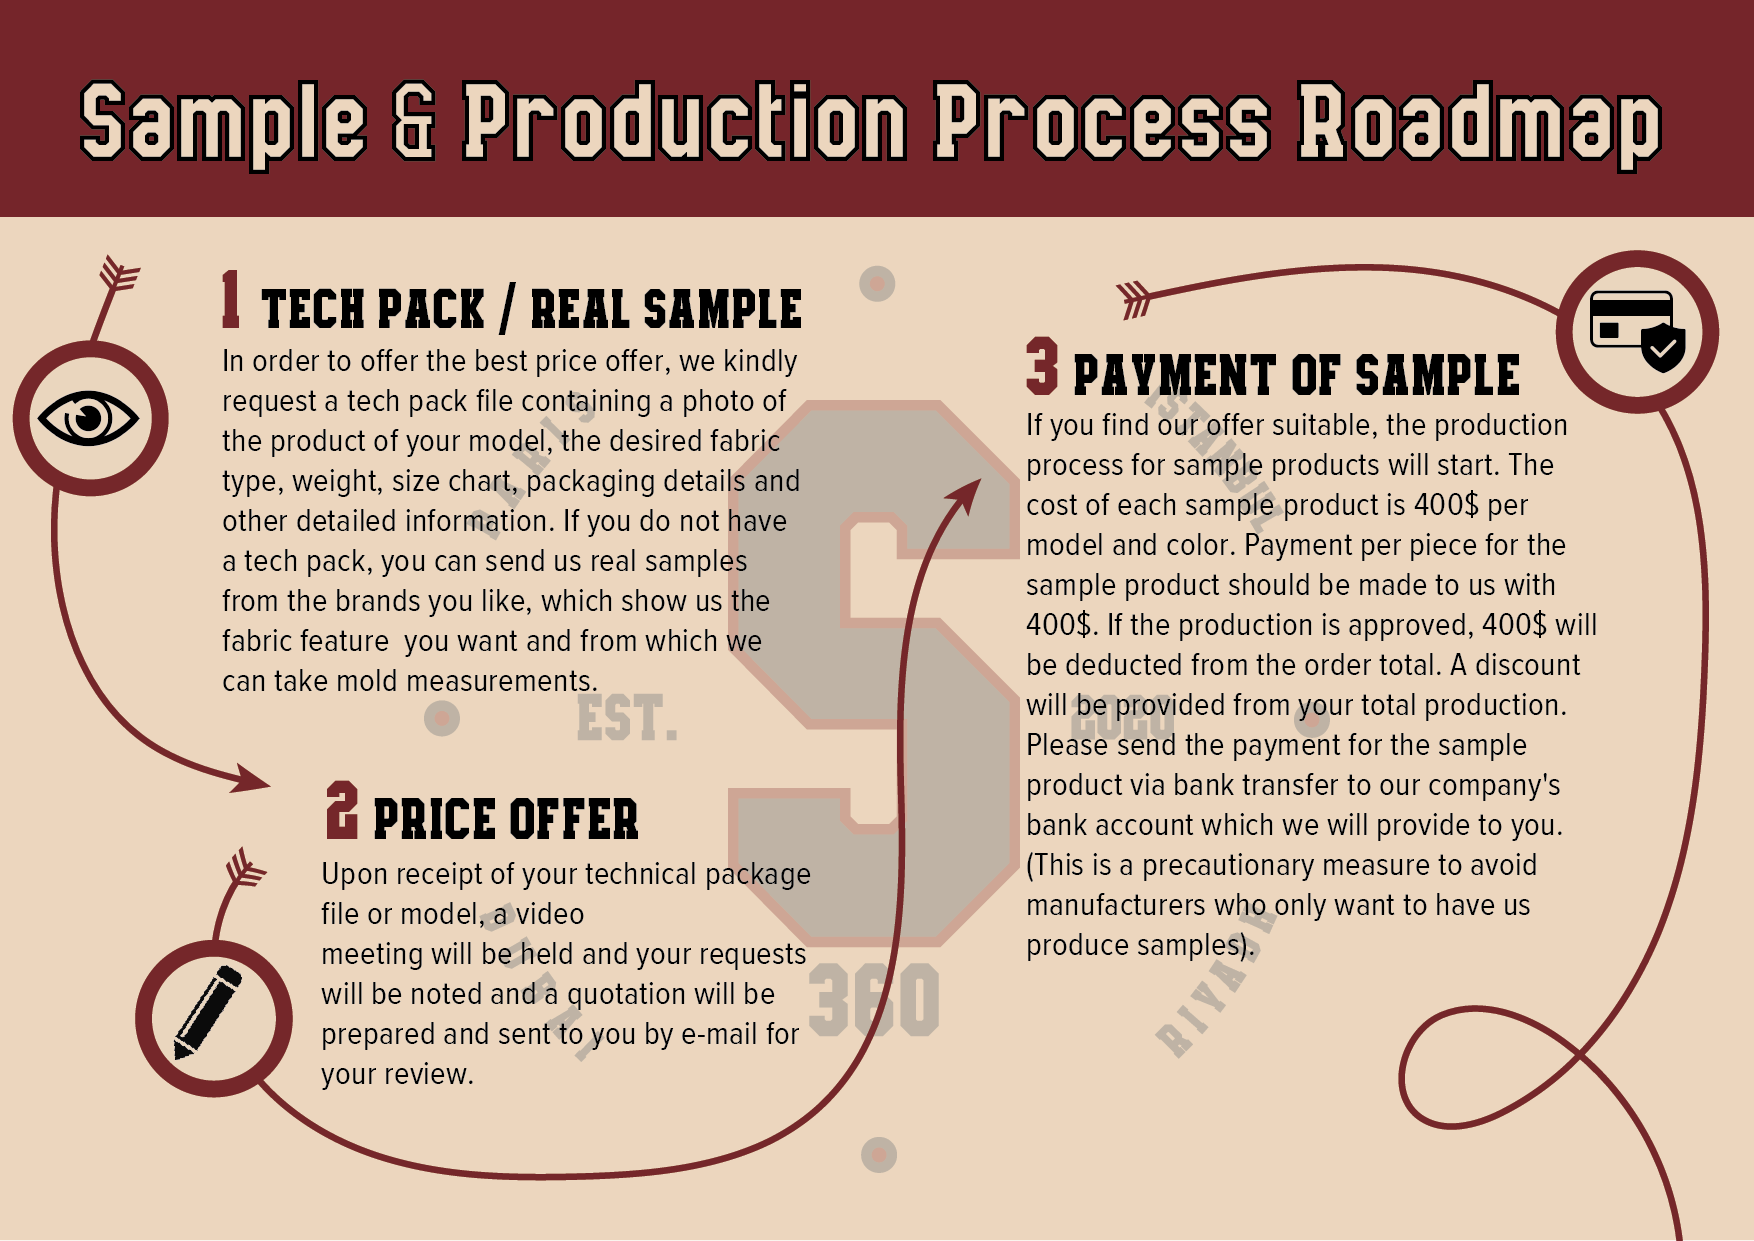 Sample & Production Process Roadmap
1 TECH PACK / REAL SAMPLE
In order to offer the best price offer, we kindly
request a tech pack file containing a photo of
the product of your model, the desired fabric
type, weight, size chart, packaging details and
other detailed information. If you do not have
a tech pack, you can send us real samples
from the brands you like, which show us the
fabric feature  you want and from which we
can take mold measurements.
2 PRICE OFFER
Upon receipt of your technical package
file or model, a video
meeting will be held and your requests
will be noted and a quotation will be
prepared and sent to you by e-mail for
your review.
3 PAYMENT OF SAMPLE
If you find our offer suitable, the production
process for sample products will start. The
cost of each sample product is 400$ per
model and color. Payment per piece for the
sample product should be made to us with
400$. If the production is approved, 400$ will
be deducted from the order total. A discount
will be provided from your total production.
Please send the payment for the sample
product via bank transfer to our company's
bank account which we will provide to you.
(This is a precautionary measure to avoid
manufacturers who only want to have us
produce samples).
PARIS
ISTANBUL
S
EST.
2020
DUBAI
360
RIYADH